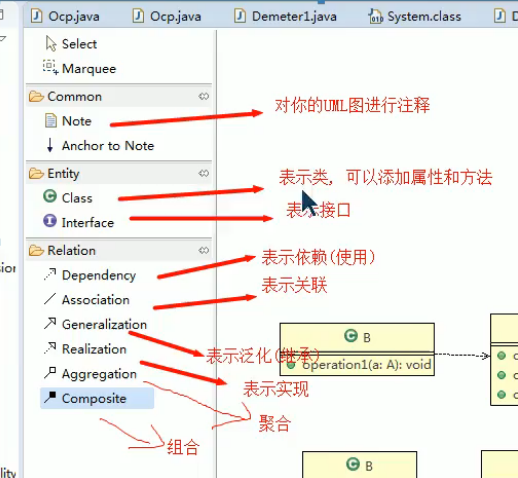 Ocp.java
Ocp.java
Demeter1.java
System.class
D
Select
Marquee
Common
Note
对你的UML图进行注释
Anchor to Note
Entity
Class
表示类, 可以添加属性和方法
Interface
表示接口
Relation
Dependency
表示依赖(使用)
Association
表示关联
Generalization
Realization
表示泛化(继承)
Aggregation
表示实现
Composite
聚合
组合
B
operation1(a: A): void
B
sion
lity